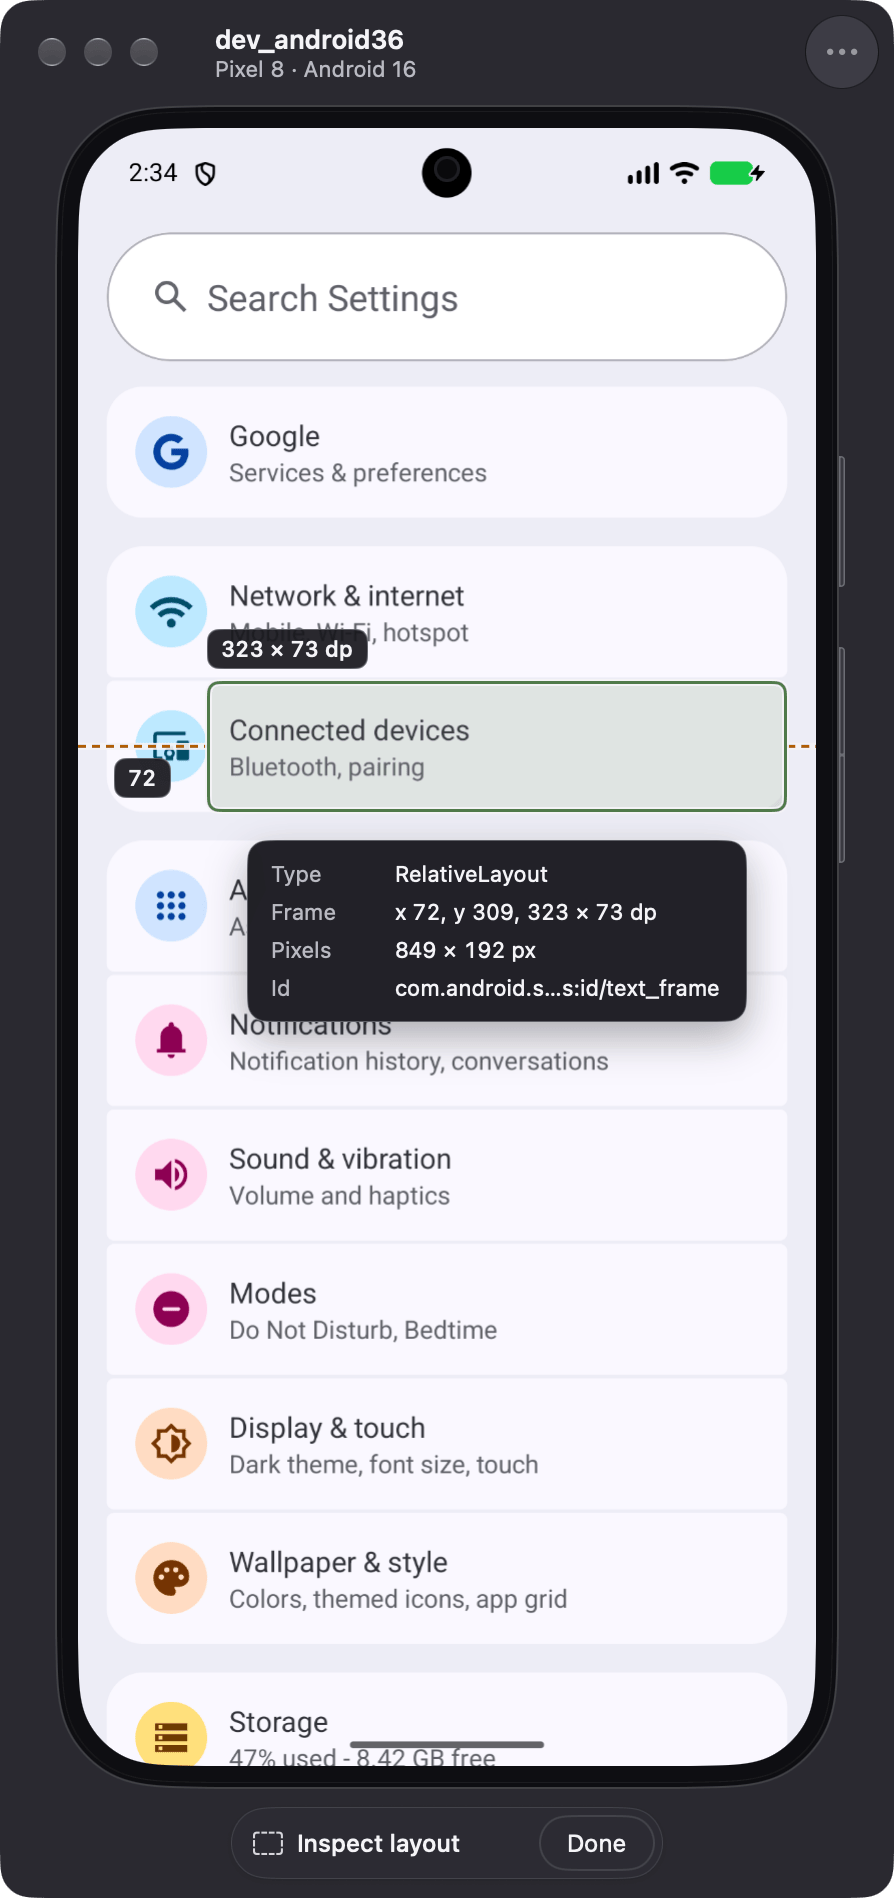 dev_android36
Pixel 8 · Android 16
2:34
Search Settings
Google
Services & preferences
Network & internet
Mobile, Wi-Fi, hotspot
323 × 73 dp
Connected devices
Bluetooth, pairing
72
A
A
Type RelativeLayout
Frame x 72, y 309, 323 × 73 dp
Pixels 849 × 192 px
Id com.android.s...s:id/text_frame
Notifications
Notification history, conversations
Sound & vibration
Volume and haptics
Modes
Do Not Disturb, Bedtime
Display & touch
Dark theme, font size, touch
Wallpaper & style
Colors, themed icons, app grid
Storage
47% used - 8.42 GB free
Inspect layout
Done